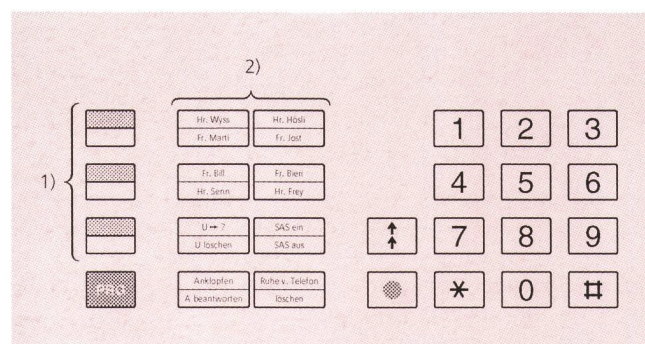 2)
1)
Hr. Wyss Hr. Hösli 1 2 3
Fr. Marti Fr. Jost
Fr. Bill Fr. Bieri 4 5 6
Hr. Senn Hr. Frey
U → ? SAS ein 7 8 9
U löschen SAS aus
PRG Anklopfen Ruhe v. Telefon * 0 #
A beantworten löschen